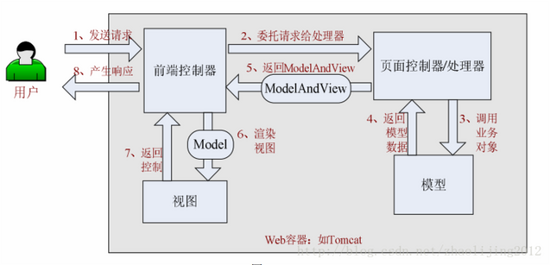 1、发送请求
2、委托请求给处理器
8、产生响应
用户
前端控制器
5、返回ModelAndView
ModelAndView
页面控制器/处理器
4、返回
模型
数据
3、调用
业务
对象
7、返回
控制
Model
6、渲染
视图
视图
模型
Web容器：如Tomcat